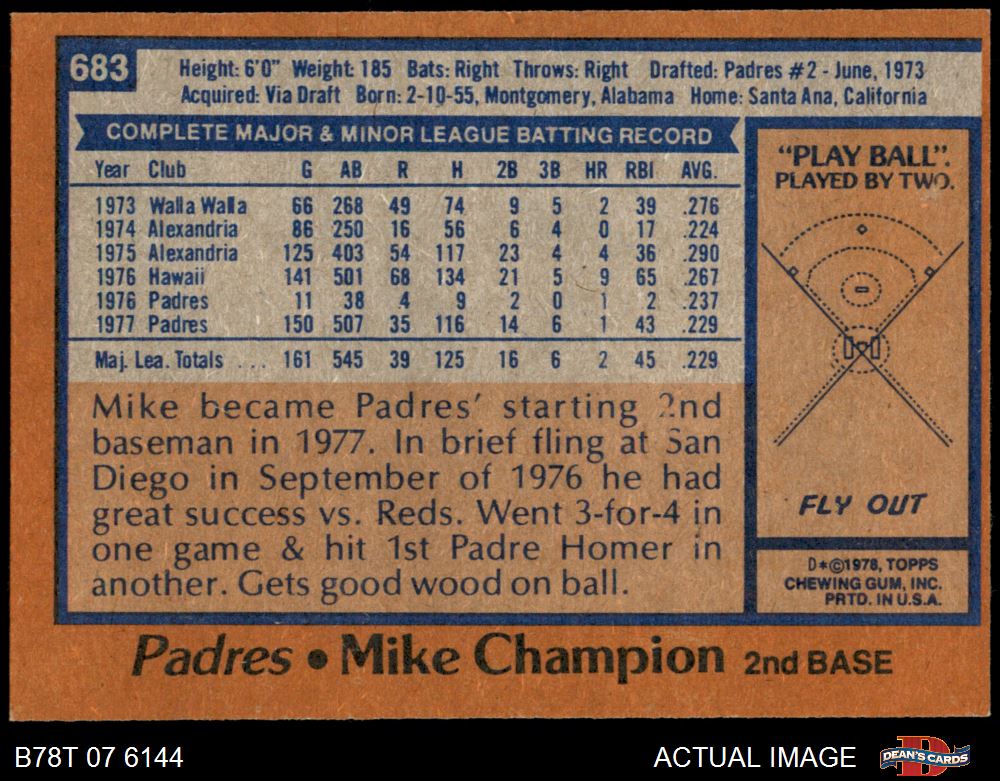 683
Height: 6'0" Weight: 185 Bats: Right Throws: Right Drafted: Padres #2 - June, 1973
Acquired: Via Draft Born: 2-10-55, Montgomery, Alabama Home: Santa Ana, California
COMPLETE MAJOR & MINOR LEAGUE BATTING RECORD
Year Club G AB R H 2B 3B HR RBI AVG.
1973 Walla Walla 66 268 49 74 9 5 2 39 .276
1974 Alexandria 86 250 16 56 6 4 0 17 .224
1975 Alexandria 125 403 54 117 23 4 4 36 .290
1976 Hawaii 141 501 68 134 21 5 9 65 .267
1976 Padres 11 38 4 9 2 0 1 2 .237
1977 Padres 150 507 35 116 14 6 1 43 .229
Maj. Lea. Totals ... 161 545 39 125 16 6 2 45 .229
Mike became Padres' starting 2nd
baseman in 1977. In brief fling at San
Diego in September of 1976 he had
great success vs. Reds. Went 3-for-4 in
one game & hit 1st Padre Homer in
another. Gets good wood on ball.
"PLAY BALL".
PLAYED BY TWO.
FLY OUT
D*©1978, TOPPS
CHEWING GUM, INC.
PRTD. IN U.S.A.
Padres • Mike Champion 2nd BASE
B78T 07 6144
ACTUAL IMAGE
DEAN'S CARDS